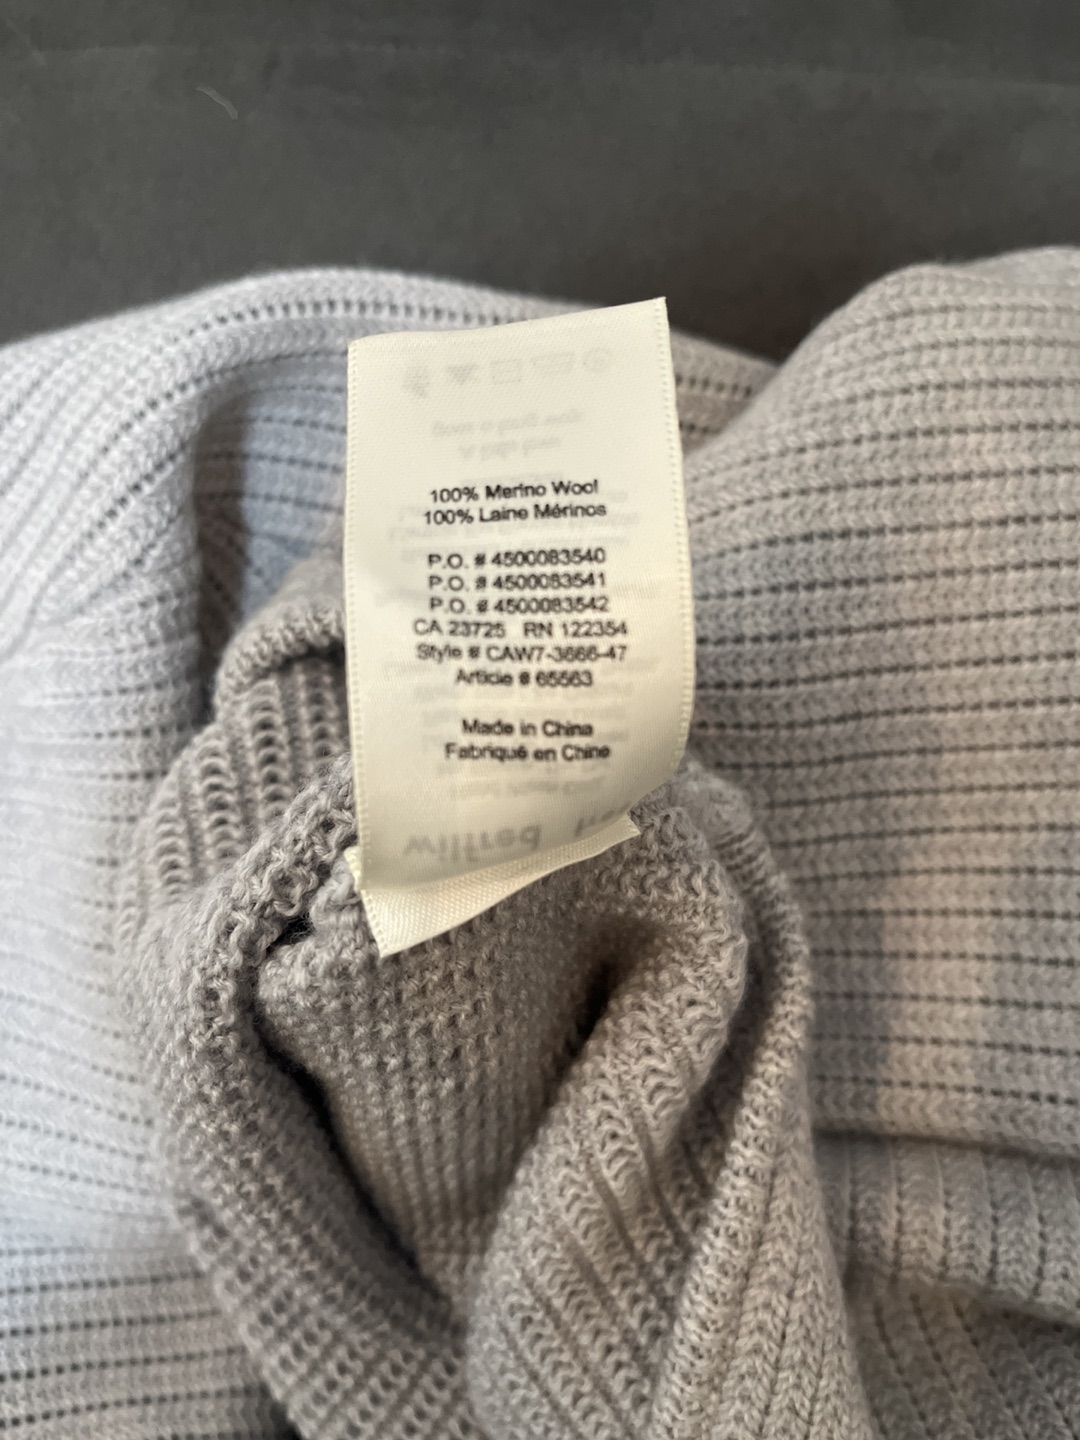 100% Merino Wool
100% Laine Mérinos
P.O. # 4500083540
P.O. # 4500083541
P.O. # 4500083542
CA 23725 RN 122354
Style # CAW7-3666-47
Article # 65563
Made in China
Fabriqué en Chine
wilfred